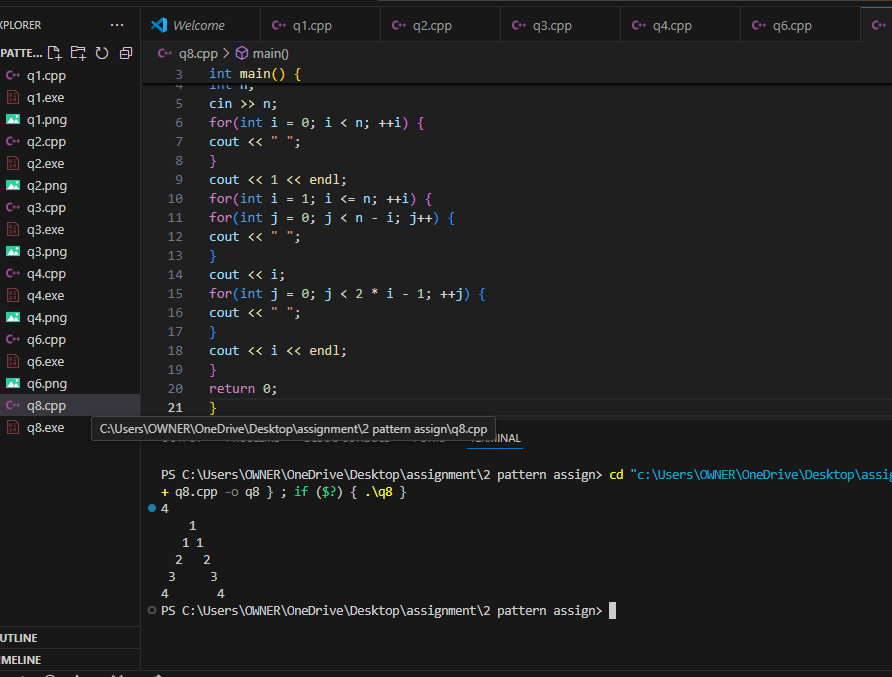 XPLORER ...
Welcome q1.cpp q2.cpp q3.cpp q4.cpp q6.cpp
PATTE...
q8.cpp > main()
q1.cpp
q1.exe
q1.png
q2.cpp
q2.exe
q2.png
q3.cpp
q3.exe
q3.png
q4.cpp
q4.exe
q4.png
q6.cpp
q6.exe
q6.png
q8.cpp
q8.exe
UTLINE
IMELINE
3 int main() {
4 int n;
5 cin >> n;
6 for(int i = 0; i < n; ++i) {
7 cout << " ";
8 }
9 cout << 1 << endl;
10 for(int i = 1; i <= n; ++i) {
11 for(int j = 0; j < n - i; j++) {
12 cout << " ";
13 }
14 cout << i;
15 for(int j = 0; j < 2 * i - 1; ++j) {
16 cout << " ";
17 }
18 cout << i << endl;
19 }
20 return 0;
21 }
C:\Users\OWNER\OneDrive\Desktop\assignment\2 pattern assign\q8.cpp
PS C:\Users\OWNER\OneDrive\Desktop\assignment\2 pattern assign> cd "c:\Users\OWNER\OneDrive\Desktop\assig
+ q8.cpp -o q8 } ; if ($?) { .\q8 }
4
    1
   1 1
  2   2
 3     3
4       4
PS C:\Users\OWNER\OneDrive\Desktop\assignment\2 pattern assign>